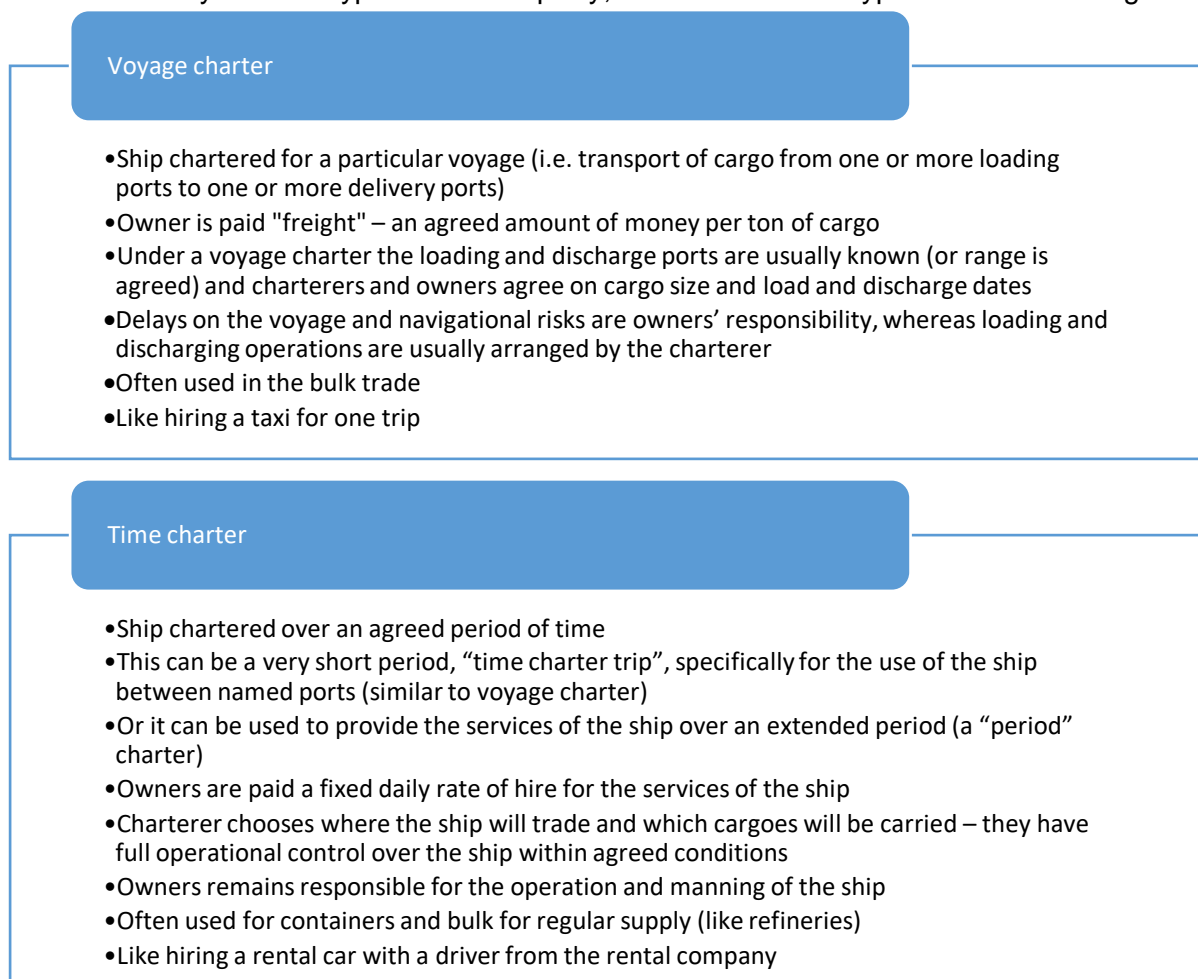 Voyage charter
•Ship chartered for a particular voyage (i.e. transport of cargo from one or more loading
ports to one or more delivery ports)
•Owner is paid "freight" – an agreed amount of money per ton of cargo
•Under a voyage charter the loading and discharge ports are usually known (or range is
agreed) and charterers and owners agree on cargo size and load and discharge dates
•Delays on the voyage and navigational risks are owners’ responsibility, whereas loading and
discharging operations are usually arranged by the charterer
•Often used in the bulk trade
•Like hiring a taxi for one trip
Time charter
•Ship chartered over an agreed period of time
•This can be a very short period, “time charter trip”, specifically for the use of the ship
between named ports (similar to voyage charter)
•Or it can be used to provide the services of the ship over an extended period (a “period”
charter)
•Owners are paid a fixed daily rate of hire for the services of the ship
•Charterer chooses where the ship will trade and which cargoes will be carried – they have
full operational control over the ship within agreed conditions
•Owners remains responsible for the operation and manning of the ship
•Often used for containers and bulk for regular supply (like refineries)
•Like hiring a rental car with a driver from the rental company